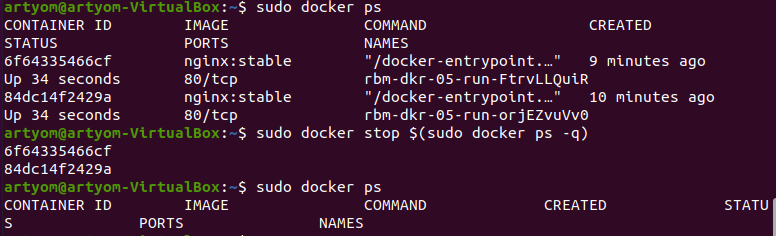 artyom@artyom-VirtualBox:~$ sudo docker ps
CONTAINER ID IMAGE COMMAND CREATED
STATUS PORTS NAMES
6f64335466cf nginx:stable "/docker-entrypoint.…" 9 minutes ago
Up 34 seconds 80/tcp rbm-dkr-05-run-FtrvLLQuiR
84dc14f2429a nginx:stable "/docker-entrypoint.…" 10 minutes ago
Up 34 seconds 80/tcp rbm-dkr-05-run-orjEZvuVv0
artyom@artyom-VirtualBox:~$ sudo docker stop $(sudo docker ps -q)
6f64335466cf
84dc14f2429a
artyom@artyom-VirtualBox:~$ sudo docker ps
CONTAINER ID IMAGE COMMAND CREATED STATU
S PORTS NAMES